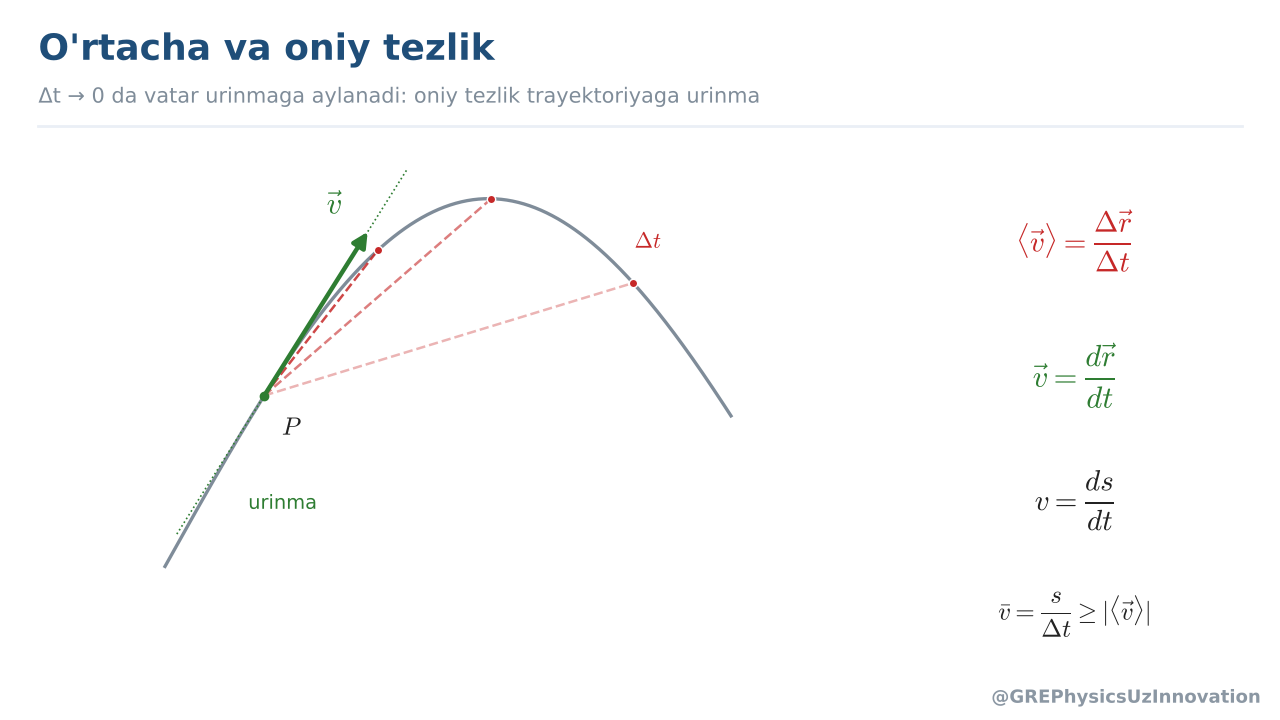 O'rtacha va oniy tezlik
Δt → 0 da vatar urinmaga aylanadi: oniy tezlik trayektoriyaga urinma
v⃗
Δt
P
urinma
⟨v⃗⟩ = Δr⃗ / Δt
v⃗ = dr⃗ / dt
v = ds / dt
v̄ = s / Δt ≥ |⟨v⃗⟩|
@GREPhysicsUzInnovation